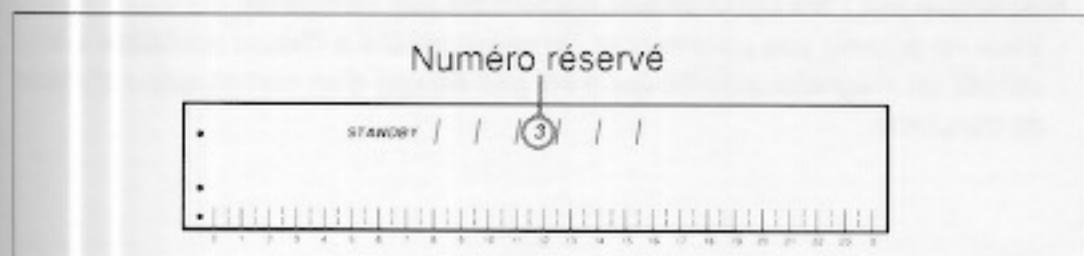 Numéro réservé
STANDBY / / / 3 / / /